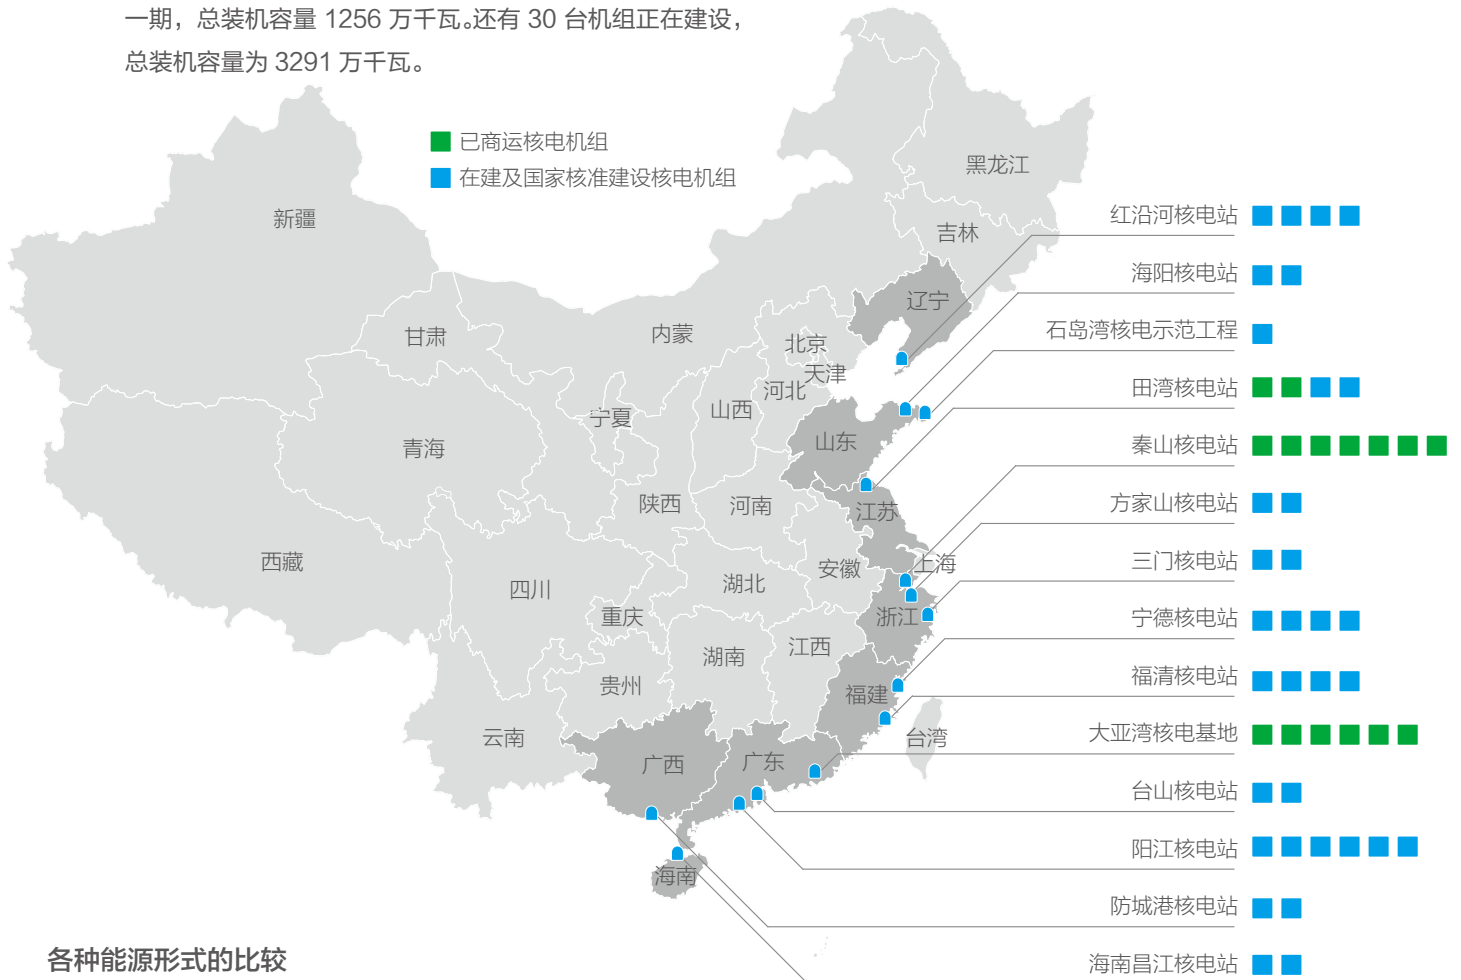 一期，总装机容量 1256 万千瓦。还有 30 台机组正在建设，
总装机容量为 3291 万千瓦。
已商运核电机组
在建及国家核准建设核电机组
黑龙江
新疆
吉林
辽宁
甘肃
内蒙
北京
天津
河北
山西
宁夏
山东
青海
陕西
河南
江苏
西藏
上海
安徽
四川
湖北
重庆
浙江
江西
湖南
贵州
福建
云南
台湾
广西
广东
海南
红沿河核电站
海阳核电站
石岛湾核电示范工程
田湾核电站
秦山核电站
方家山核电站
三门核电站
宁德核电站
福清核电站
大亚湾核电基地
台山核电站
阳江核电站
防城港核电站
海南昌江核电站
各种能源形式的比较